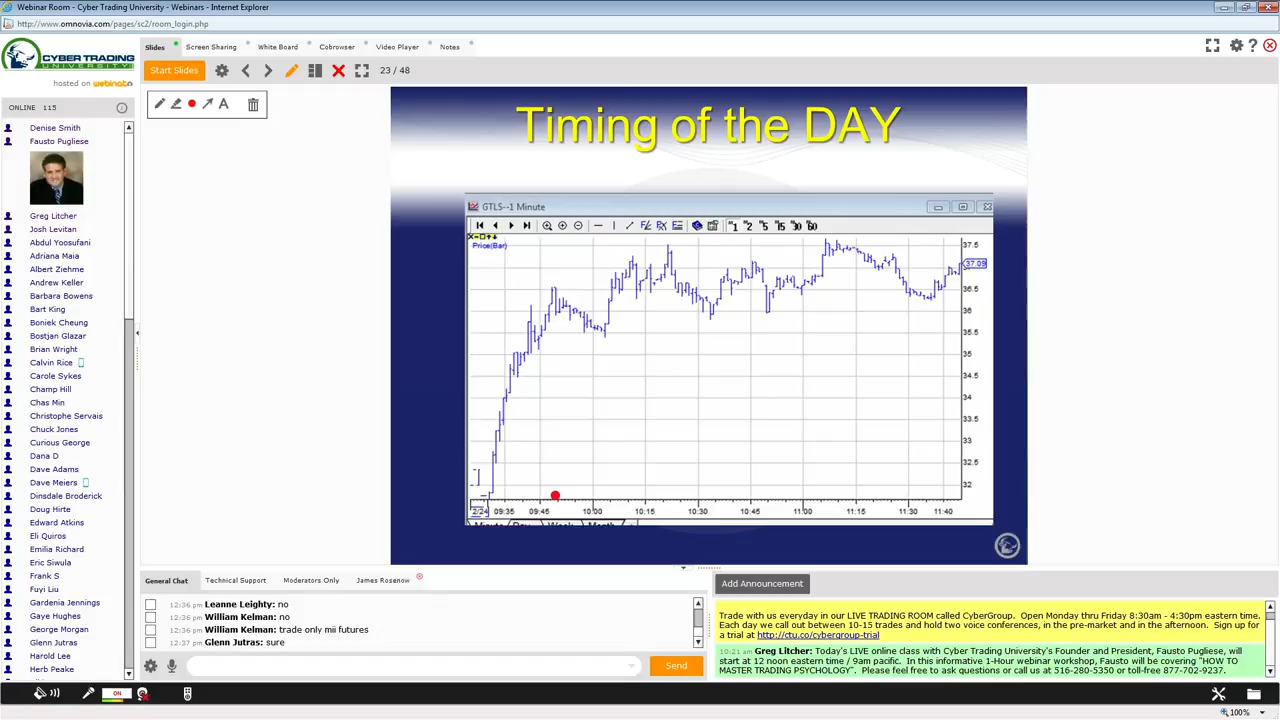 Webinar Room - Cyber Trading University - Webinars - Internet Explorer
http://www.omnovia.com/pages/sc2/room_login.php
CYBER TRADING
UNIVERSITY
hosted on webinato
Slides Screen Sharing White Board Cobrowser Video Player Notes
Start Slides 23 / 48
ONLINE 115
Denise Smith
Fausto Pugliese
Greg Litcher
Josh Levitan
Abdul Yoosufani
Adriana Maia
Albert Ziehme
Andrew Keller
Barbara Bowens
Bart King
Boniek Cheung
Bostjan Glazar
Brian Wright
Calvin Rice
Carole Sykes
Champ Hill
Chas Min
Christophe Servais
Chuck Jones
Curious George
Dana D
Dave Adams
Dave Meiers
Dinsdale Broderick
Doug Hirte
Edward Atkins
Eli Quiros
Emilia Richard
Eric Siwula
Frank S
Fuyi Liu
Gardenia Jennings
Gaye Hughes
George Morgan
Glenn Jutras
Harold Lee
Herb Peake
A
Timing of the DAY
GTLS--1 Minute
1 2 5 15 30 60
Price(Bar)
37.5
37.09
36.5
36
35.5
35
34.5
34
33.5
33
32.5
32
2/24 09:35 09:45 10:00 10:15 10:30 10:45 11:00 11:15 11:30 11:40
Minute Day Week Month
General Chat Technical Support Moderators Only James Rosenow
12:36 pm Leanne Leighty: no
12:36 pm William Kelman: no
12:36 pm William Kelman: trade only mii futures
12:37 pm Glenn Jutras: sure
Send
Add Announcement
Trade with us everyday in our LIVE TRADING ROOM called CyberGroup. Open Monday thru Friday 8:30am - 4:30pm eastern time.
Each day we call out between 10-15 trades and hold two voice conferences, in the pre-market and in the afternoon. Sign up for
a trial at http://ctu.co/cybergroup-trial
10:21 am Greg Litcher: Today's LIVE online class with Cyber Trading University's Founder and President, Fausto Pugliese, will
start at 12 noon eastern time / 9am pacific. In this informative 1-Hour webinar workshop, Fausto will be covering "HOW TO
MASTER TRADING PSYCHOLOGY". Please feel free to ask questions or call us at 516-280-5350 or toll-free 877-702-9237.
ON
100%